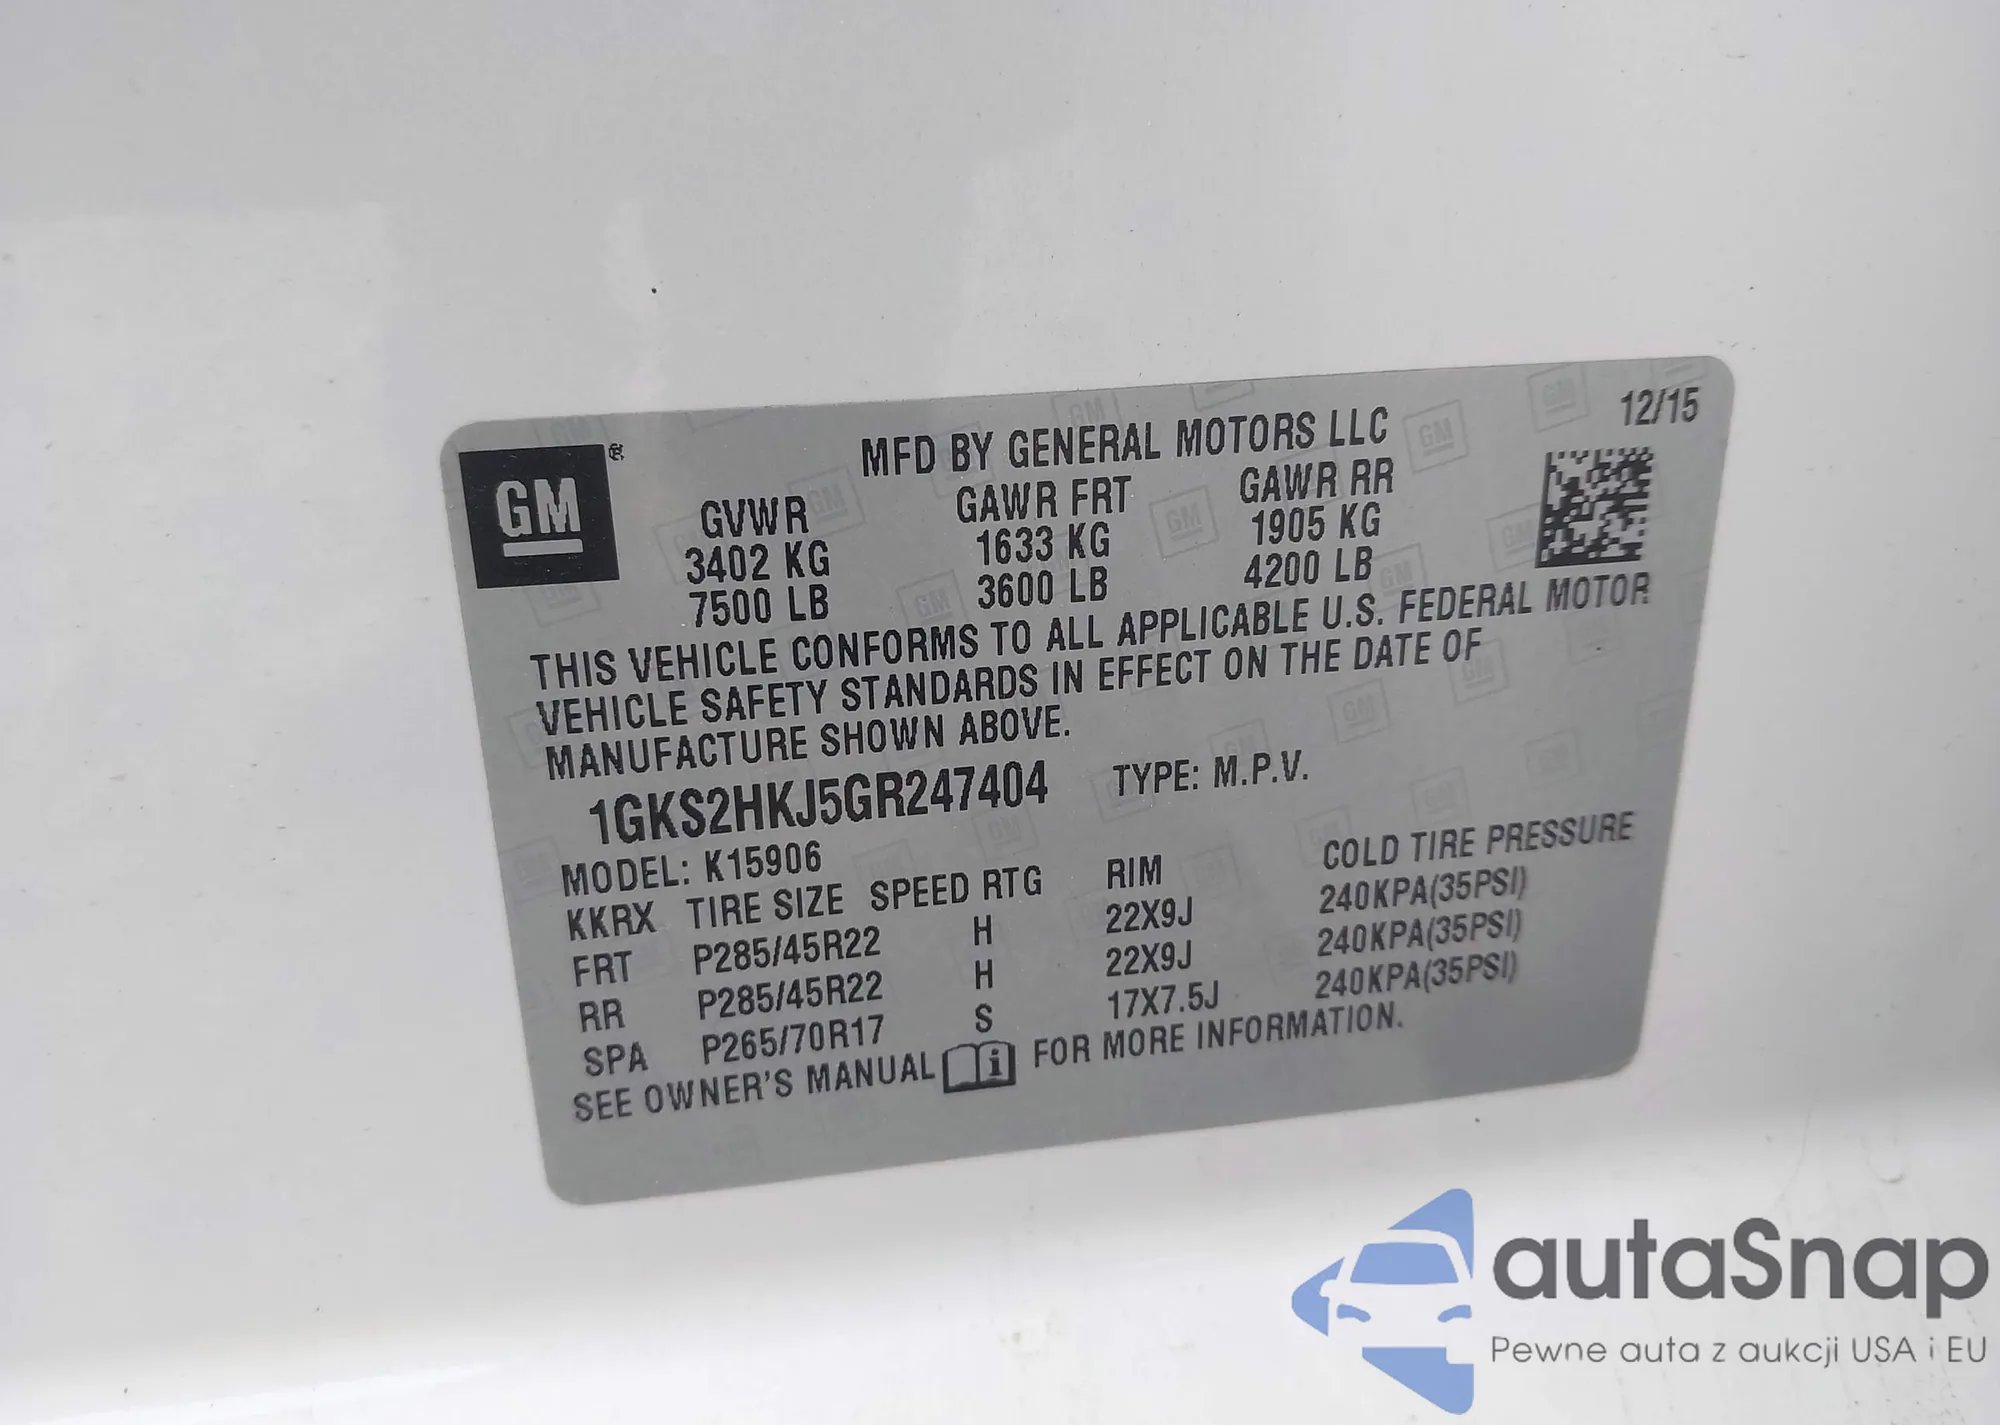 12/15
MFD BY GENERAL MOTORS LLC
GM ®
GVWR GAWR FRT GAWR RR
3402 KG 1633 KG 1905 KG
7500 LB 3600 LB 4200 LB
THIS VEHICLE CONFORMS TO ALL APPLICABLE U.S. FEDERAL MOTOR
VEHICLE SAFETY STANDARDS IN EFFECT ON THE DATE OF
MANUFACTURE SHOWN ABOVE.
1GKS2HKJ5GR247404 TYPE: M.P.V.
MODEL: K15906
KKRX TIRE SIZE SPEED RTG RIM COLD TIRE PRESSURE
FRT P285/45R22 H 22X9J 240KPA(35PSI)
RR P285/45R22 H 22X9J 240KPA(35PSI)
SPA P265/70R17 S 17X7.5J 240KPA(35PSI)
SEE OWNER'S MANUAL i FOR MORE INFORMATION.
autaSnap
Pewne auta z aukcji USA i EU